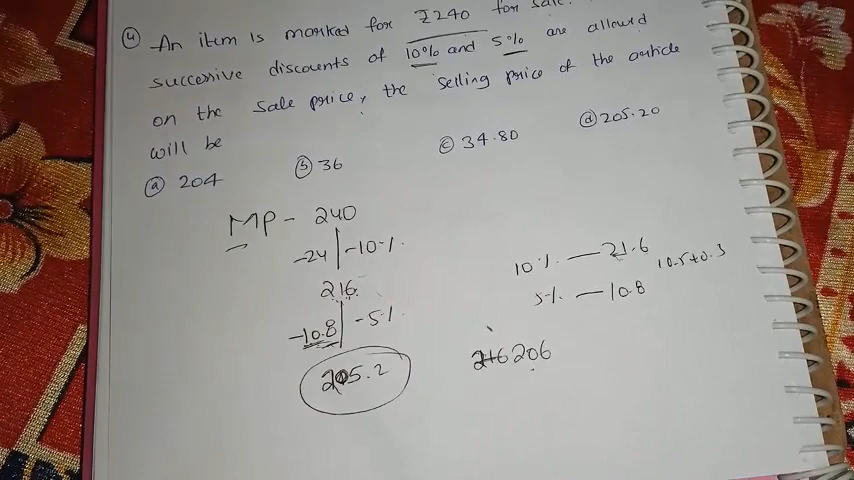 ④ An item is marked for ₹240 for sale.
successive discounts of 10% and 5% are allowed
on the sale price, the selling price of the article
will be
ⓐ 204 ⓑ 36 ⓒ 34.80 ⓓ 205.20
MP - 240
-24 -10%
216
-10.8 -5%
205.2
10% — 21.6
5% — 10.8
10.5+0.3
206